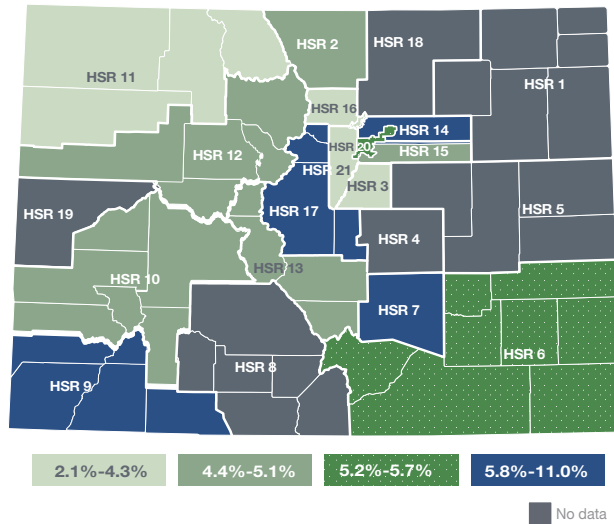 HSR 2
HSR 18
HSR 11
HSR 1
HSR 16
HSR 14
HSR 20
HSR 15
HSR 12
HSR 21
HSR 3
HSR 19
HSR 17
HSR 5
HSR 4
HSR 13
HSR 10
HSR 7
HSR 6
HSR 8
HSR 9
2.1%-4.3%
4.4%-5.1%
5.2%-5.7%
5.8%-11.0%
No data